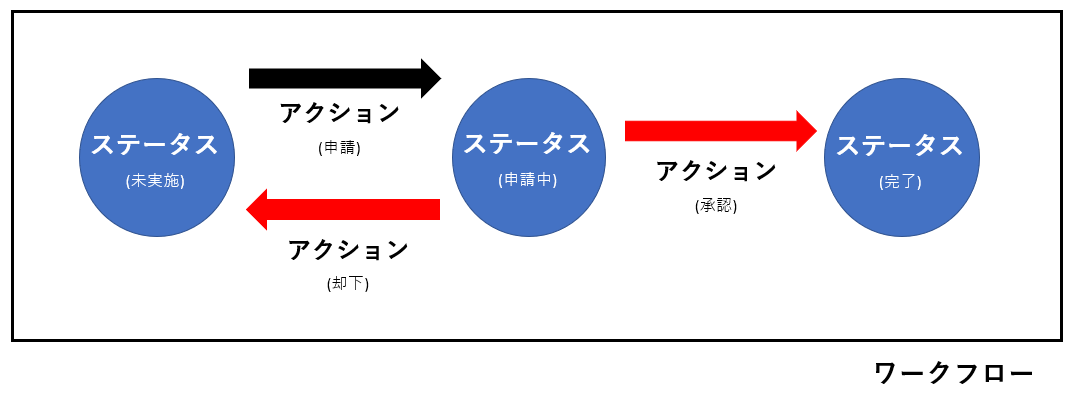 アクション
(申請)
ステータス
(未実施)
ステータス
(申請中)
ステータス
(完了)
アクション
(承認)
アクション
(却下)
ワークフロー